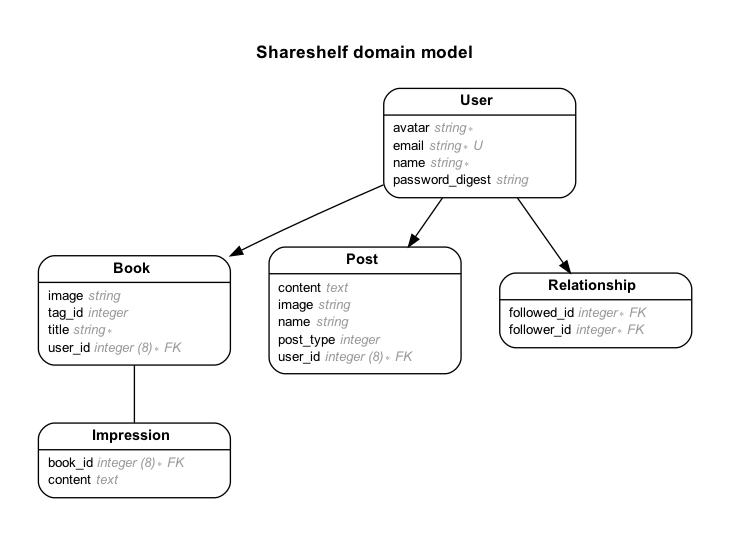 Shareshelf domain model
User
avatar string∗
email string∗ U
name string∗
password_digest string
Book
image string
tag_id integer
title string∗
user_id integer (8)∗ FK
Post
content text
image string
name string
post_type integer
user_id integer (8)∗ FK
Relationship
followed_id integer∗ FK
follower_id integer∗ FK
Impression
book_id integer (8)∗ FK
content text